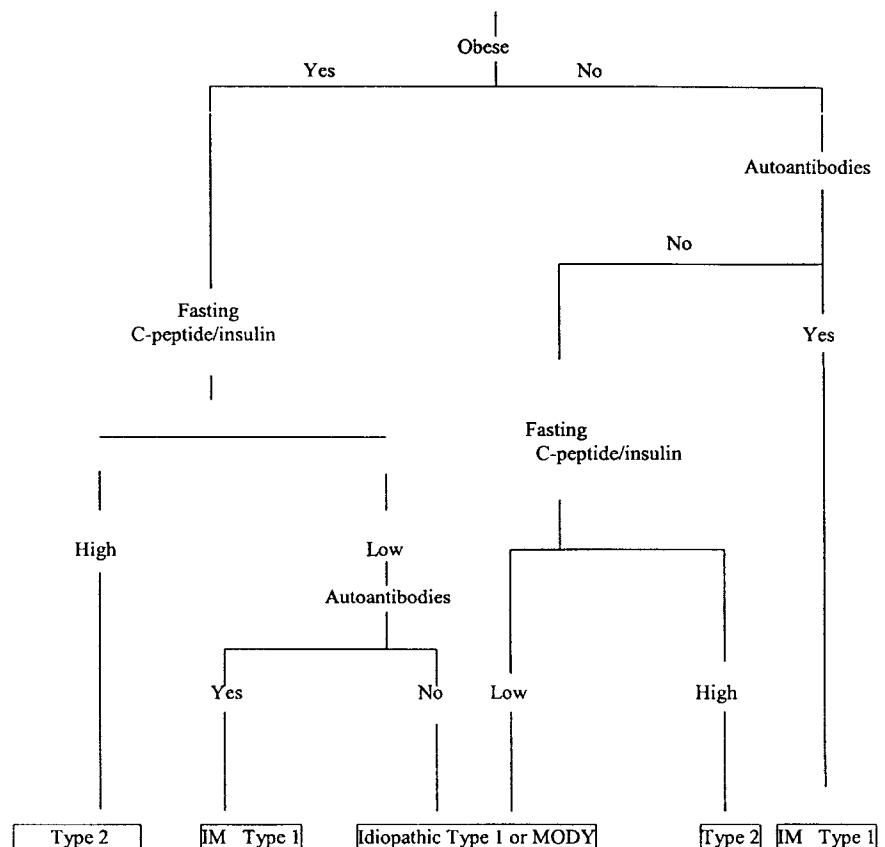 Obese
Yes
No
Autoantibodies
No
Fasting
C-peptide/insulin
Yes
Fasting
C-peptide/insulin
High
Low
Autoantibodies
Yes
No
Low
High
Type 2
IM Type 1
Idiopathic Type 1 or MODY
Type 2
IM Type 1